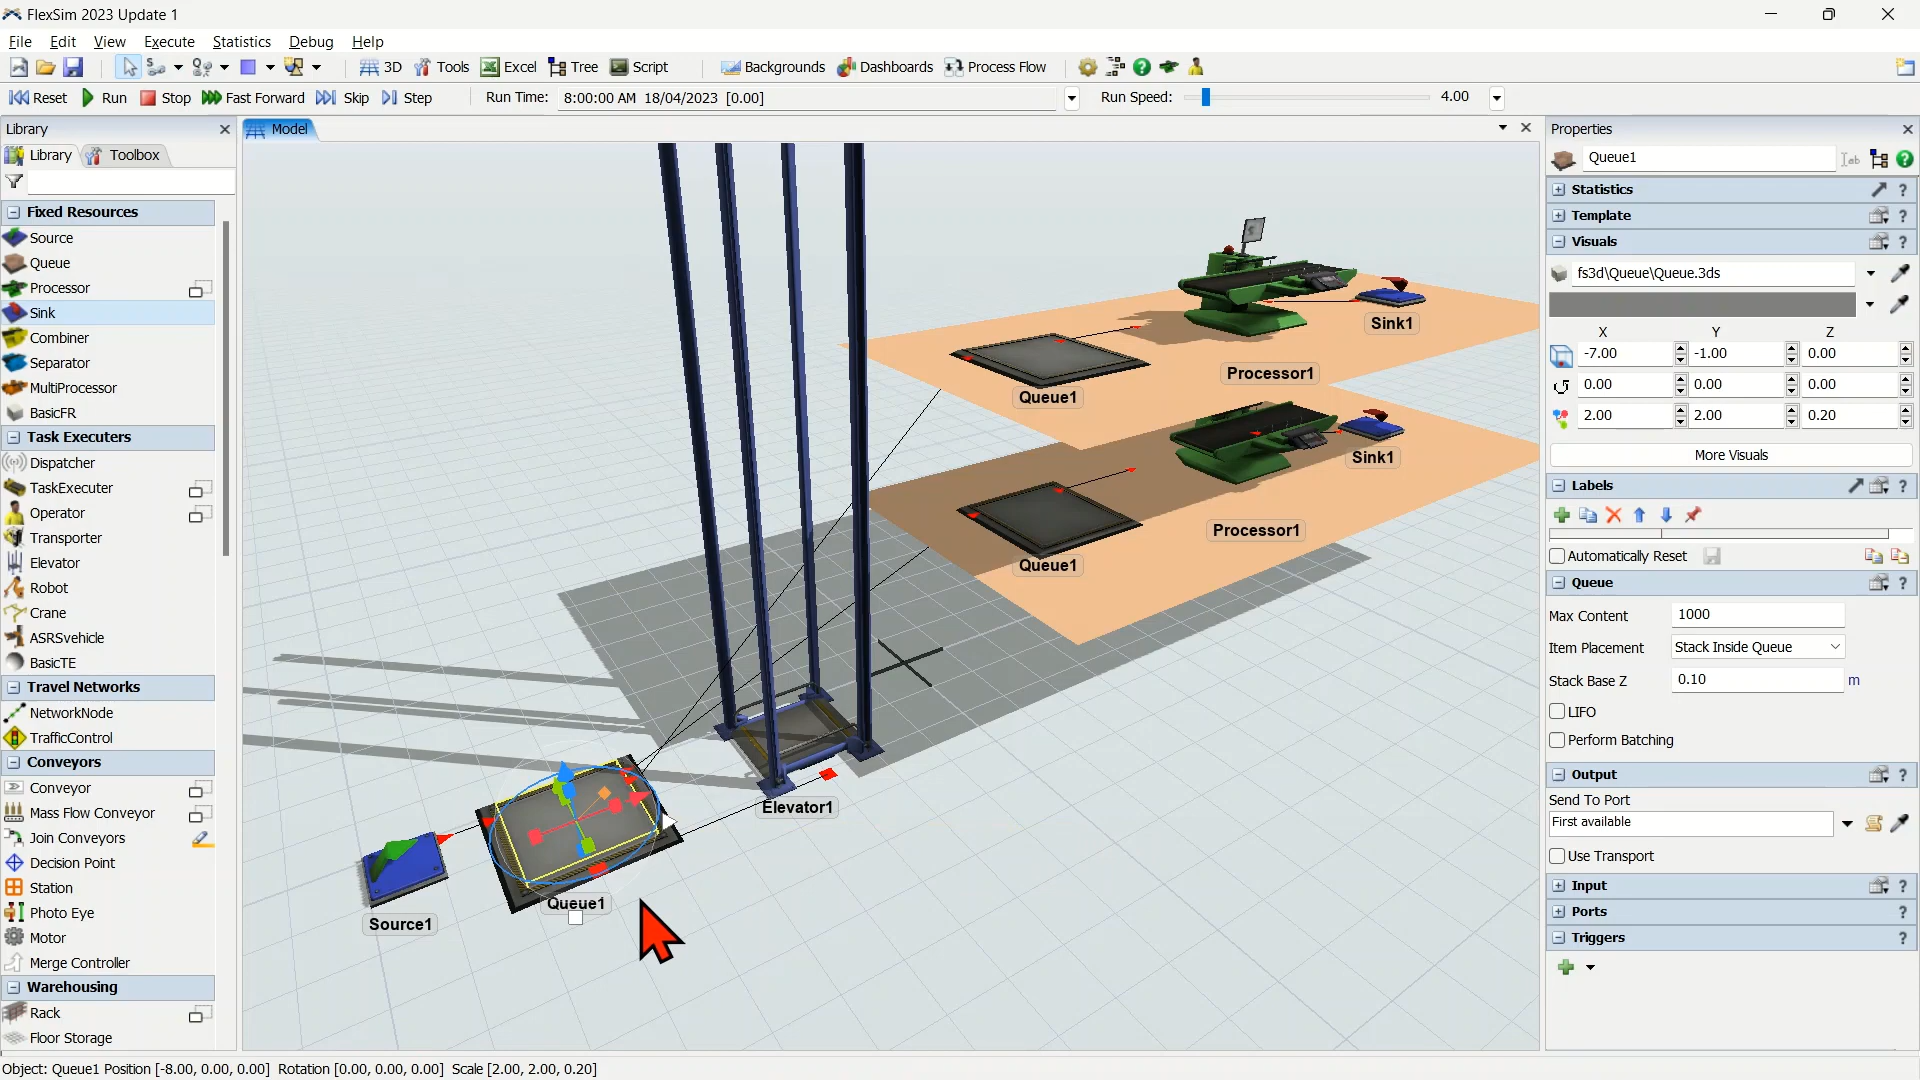 FlexSim 2023 Update 1
File Edit View Execute Statistics Debug Help
3D Tools Excel Tree Script Backgrounds Dashboards Process Flow
Reset Run Stop Fast Forward Skip Step Run Time: 8:00:00 AM 18/04/2023 [0.00] Run Speed: 4.00
Library
Library Toolbox
Fixed Resources
Source
Queue
Processor
Sink
Combiner
Separator
MultiProcessor
BasicFR
Task Executers
Dispatcher
TaskExecuter
Operator
Transporter
Elevator
Robot
Crane
ASRSvehicle
BasicTE
Travel Networks
NetworkNode
TrafficControl
Conveyors
Conveyor
Mass Flow Conveyor
Join Conveyors
Decision Point
Station
Photo Eye
Motor
Merge Controller
Warehousing
Rack
Floor Storage
Model
Sink1
Processor1
Queue1
Sink1
Processor1
Queue1
Elevator1
Queue1
Source1
Properties
Queue1
Statistics
Template
Visuals
fs3d\Queue\Queue.3ds
X Y Z
-7.00 -1.00 0.00
0.00 0.00 0.00
2.00 2.00 0.20
More Visuals
Labels
Automatically Reset
Queue
Max Content 1000
Item Placement Stack Inside Queue
Stack Base Z 0.10 m
LIFO
Perform Batching
Output
Send To Port
First available
Use Transport
Input
Ports
Triggers
Object: Queue1 Position [-8.00, 0.00, 0.00] Rotation [0.00, 0.00, 0.00] Scale [2.00, 2.00, 0.20]